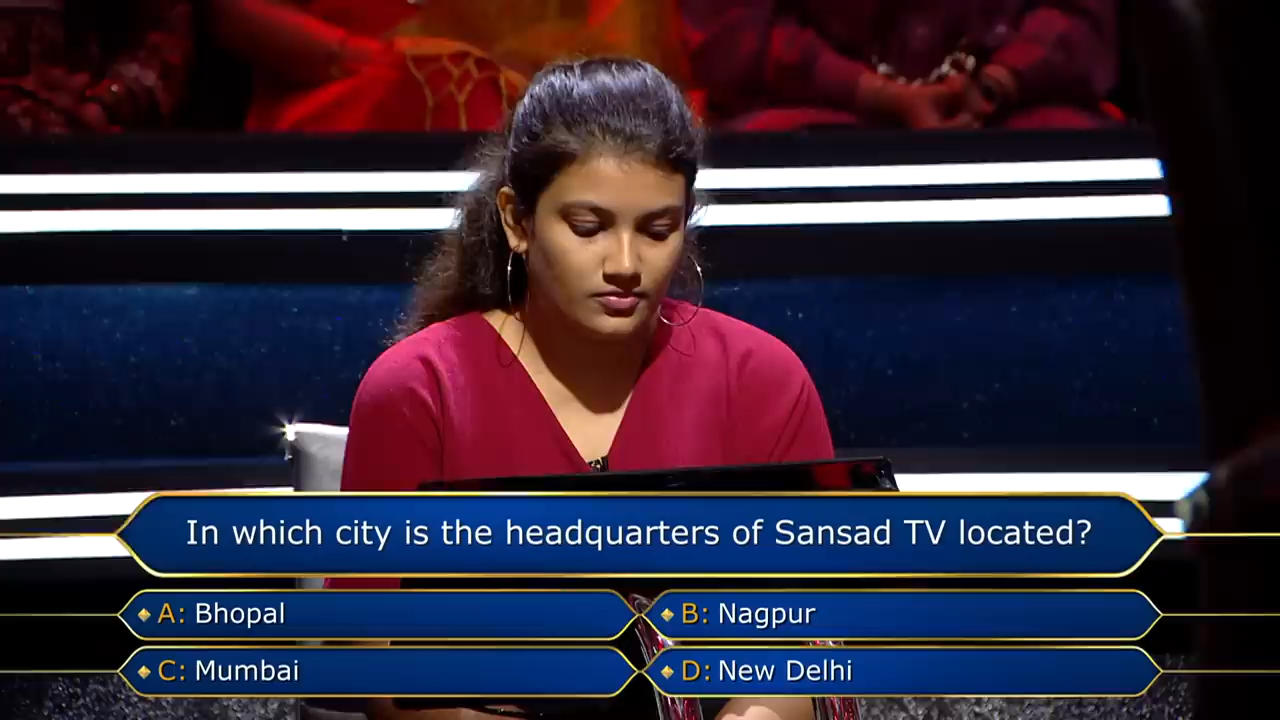 In which city is the headquarters of Sansad TV located?
A: Bhopal
B: Nagpur
C: Mumbai
D: New Delhi